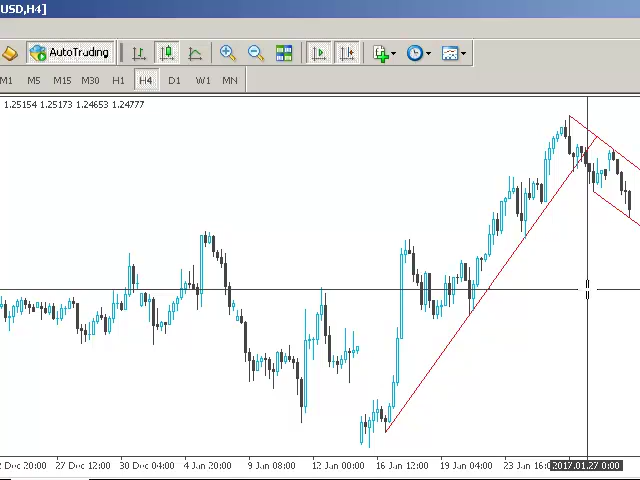 USD,H4]
AutoTrading
M1 M5 M15 M30 H1 H4 D1 W1 MN
1.25154 1.25173 1.24653 1.24777
2 Dec 20:00 27 Dec 12:00 30 Dec 04:00 4 Jan 20:00 9 Jan 08:00 12 Jan 00:00 16 Jan 12:00 19 Jan 04:00 23 Jan 16:0 2017.01.27 0:00